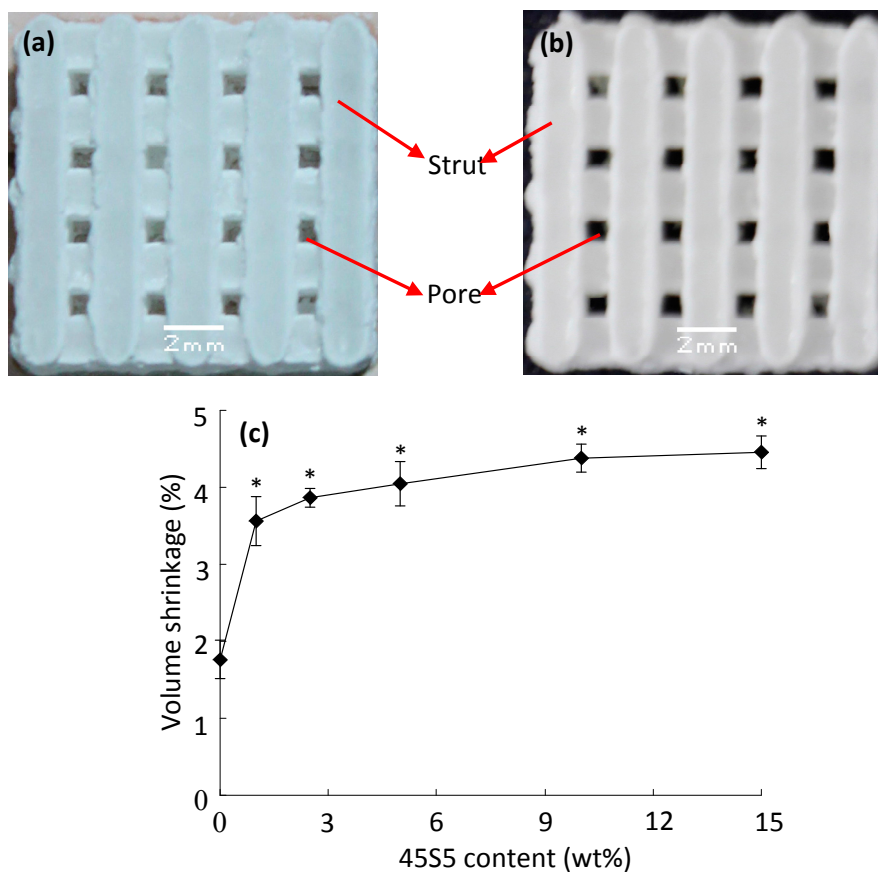 (a)
(b)
Strut
Pore
2mm
2mm
(c)
5
4
3
2
1
0
*
*
*
*
*
0 3 6 9 12 15
Volume shrinkage (%)
45S5 content (wt%)